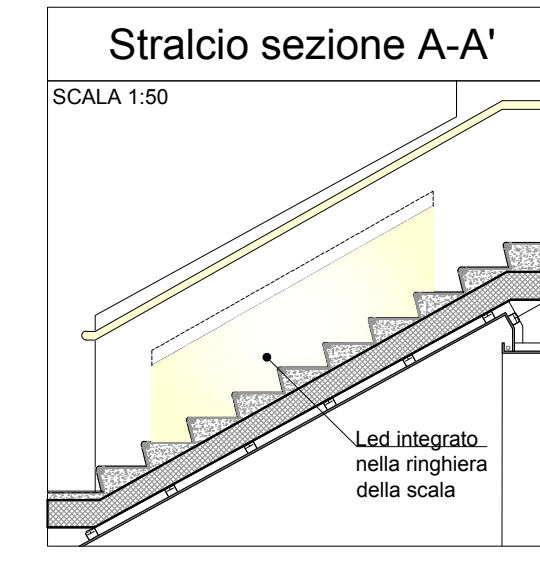 Stralcio sezione A-A'
SCALA 1:50
Led integrato
nella ringhiera
della scala